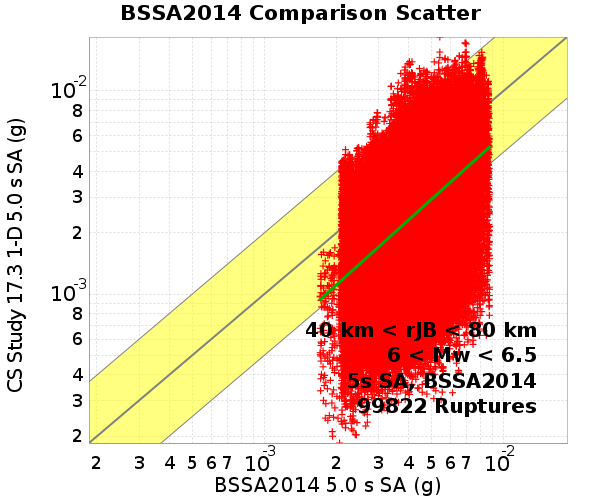 BSSA2014 Comparison Scatter
CS Study 17.3 1-D 5.0 s SA (g)
10-2
8
6
4
3
2
10-3
8
6
4
3
2
40 km < rJB < 80 km
6 < Mw < 6.5
5s SA, BSSA2014
99822 Ruptures
2 3 4 5 6 7 10-3 2 3 4 5 6 7 10-2
BSSA2014 5.0 s SA (g)